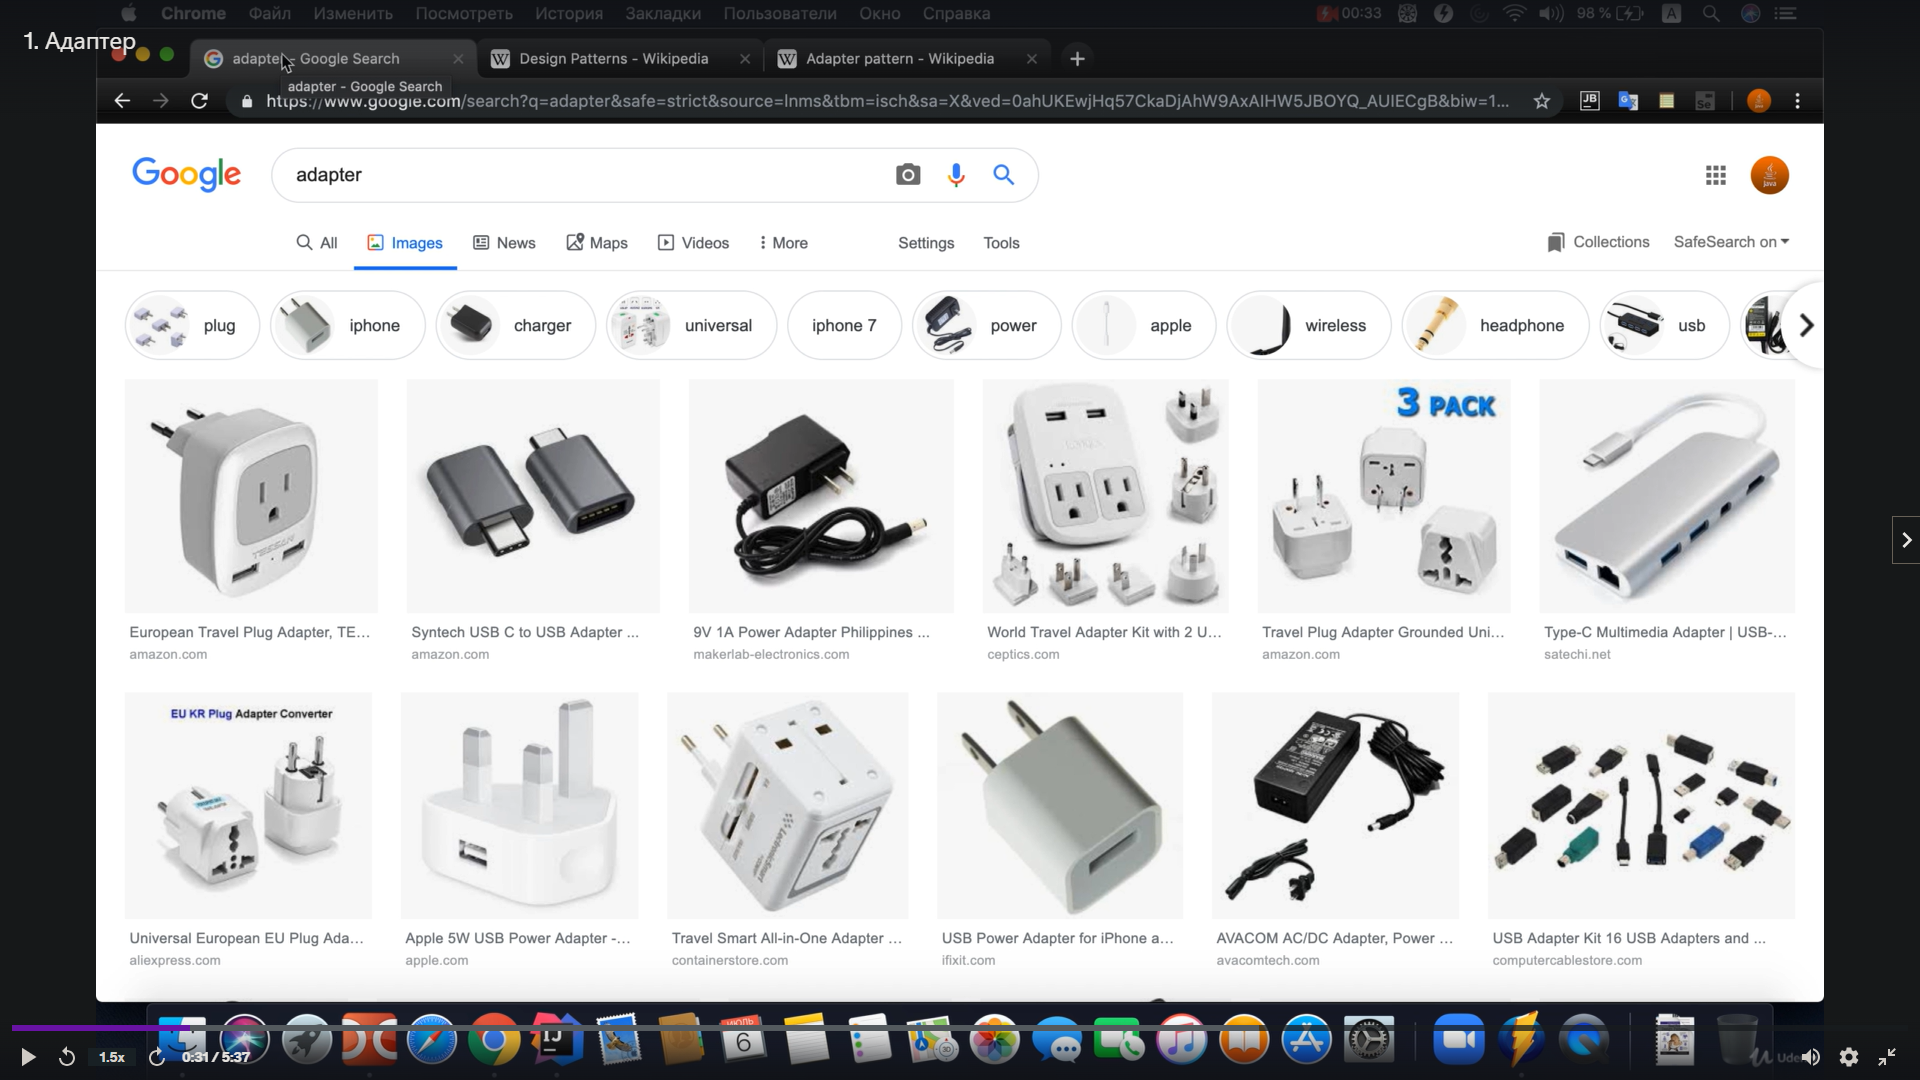 Chrome Файл Изменить Посмотреть История Закладки Пользователи Окно Справка 00:33 98 % A
1. Адаптер
adapter - Google Search
Design Patterns - Wikipedia
Adapter pattern - Wikipedia
adapter - Google Search
https://www.google.com/search?q=adapter&safe=strict&source=lnms&tbm=isch&sa=X&ved=0ahUKEwjHq57CkaDjAhW9AxAIHW5JBOYQ_AUIECgB&biw=1...
JB
Se
Google
adapter
All Images News Maps Videos More Settings Tools
Collections SafeSearch on
plug iphone charger universal iphone 7 power apple wireless headphone usb
3 PACK
TESSAN
European Travel Plug Adapter, TE...
amazon.com
Syntech USB C to USB Adapter ...
amazon.com
9V 1A Power Adapter Philippines ...
makerlab-electronics.com
World Travel Adapter Kit with 2 U...
ceptics.com
Travel Plug Adapter Grounded Uni...
amazon.com
Type-C Multimedia Adapter | USB-...
satechi.net
EU KR Plug Adapter Converter
Universal European EU Plug Ada...
aliexpress.com
Apple 5W USB Power Adapter -...
apple.com
Travel Smart All-in-One Adapter ...
containerstore.com
USB Power Adapter for iPhone a...
ifixit.com
AVACOM AC/DC Adapter, Power ...
avacomtech.com
USB Adapter Kit 16 USB Adapters and ...
computercablestore.com
ИЮЛЬ
6
IJ
1.5x
0:31 / 5:37